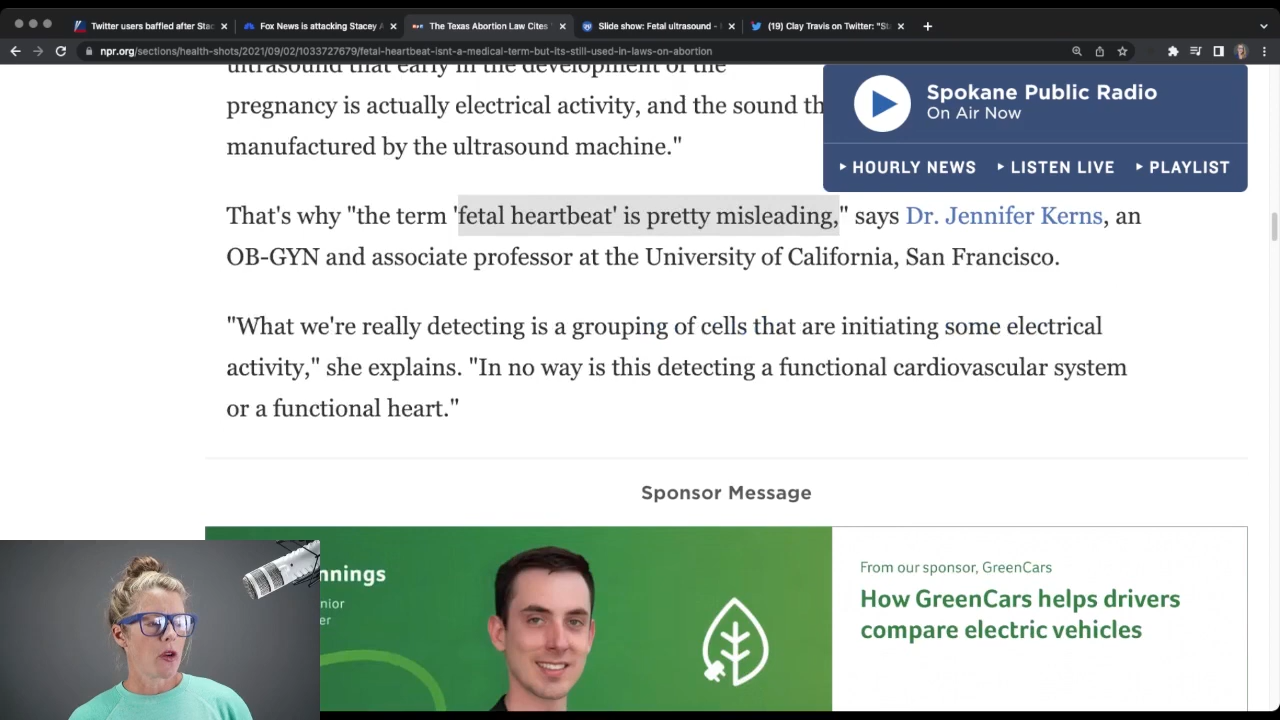 Twitter users baffled after Stac
Fox News is attacking Stacey A
The Texas Abortion Law Cites
Slide show: Fetal ultrasound -
(19) Clay Travis on Twitter: "St
npr.org/sections/health-shots/2021/09/02/1033727679/fetal-heartbeat-isnt-a-medical-term-but-its-still-used-in-laws-on-abortion
ultrasound that early in the development of the
pregnancy is actually electrical activity, and the sound th
manufactured by the ultrasound machine."
Spokane Public Radio
On Air Now
HOURLY NEWS LISTEN LIVE PLAYLIST
That's why "the term 'fetal heartbeat' is pretty misleading," says Dr. Jennifer Kerns, an
OB-GYN and associate professor at the University of California, San Francisco.
"What we're really detecting is a grouping of cells that are initiating some electrical
activity," she explains. "In no way is this detecting a functional cardiovascular system
or a functional heart."
Sponsor Message
nnings
nior
er
From our sponsor, GreenCars
How GreenCars helps drivers
compare electric vehicles